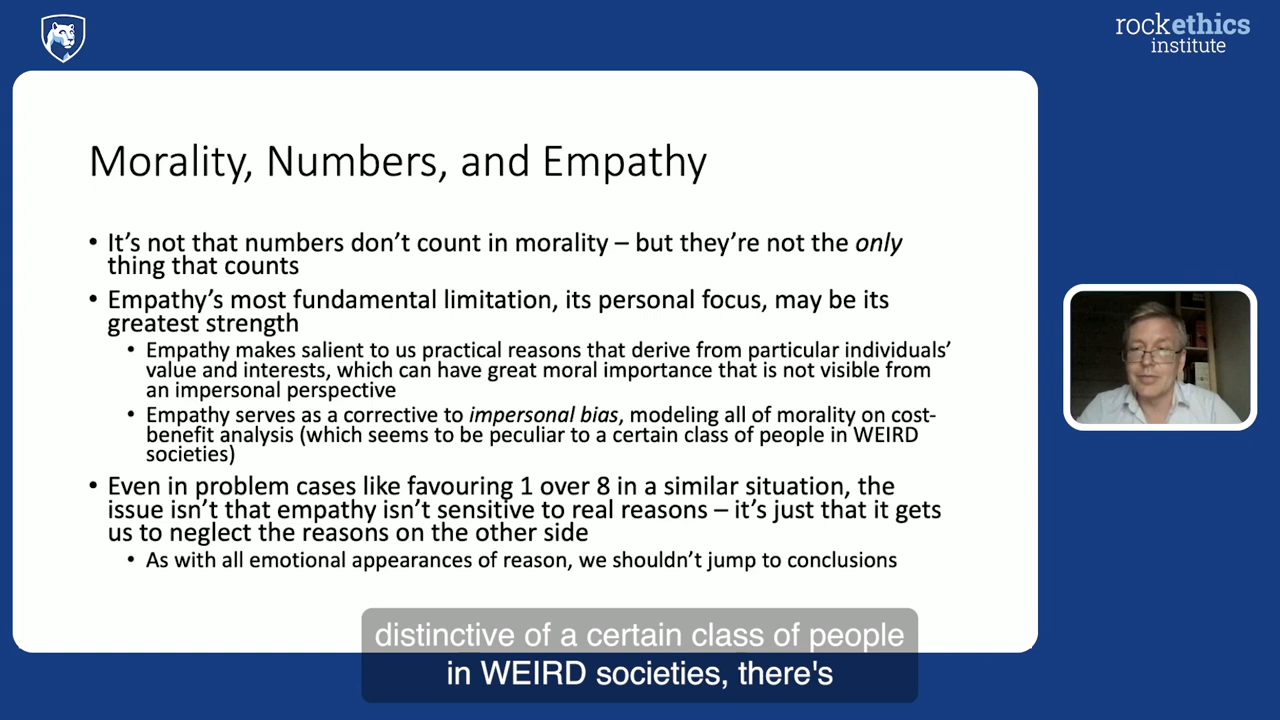 rockethics
institute
Morality, Numbers, and Empathy
• It’s not that numbers don’t count in morality – but they’re not the only
thing that counts
• Empathy’s most fundamental limitation, its personal focus, may be its
greatest strength
• Empathy makes salient to us practical reasons that derive from particular individuals’
value and interests, which can have great moral importance that is not visible from
an impersonal perspective
• Empathy serves as a corrective to impersonal bias, modeling all of morality on cost-
benefit analysis (which seems to be peculiar to a certain class of people in WEIRD
societies)
• Even in problem cases like favouring 1 over 8 in a similar situation, the
issue isn’t that empathy isn’t sensitive to real reasons – it’s just that it gets
us to neglect the reasons on the other side
• As with all emotional appearances of reason, we shouldn’t jump to conclusions
distinctive of a certain class of people
in WEIRD societies, there's